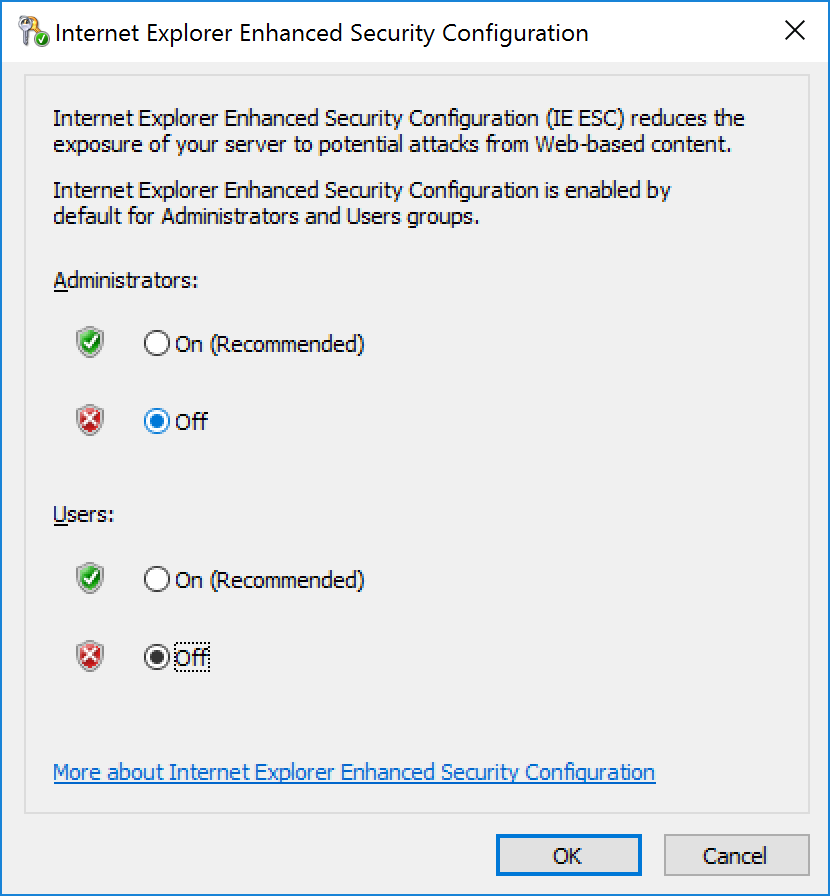 Internet Explorer Enhanced Security Configuration
Internet Explorer Enhanced Security Configuration (IE ESC) reduces the
exposure of your server to potential attacks from Web-based content.
Internet Explorer Enhanced Security Configuration is enabled by
default for Administrators and Users groups.
Administrators:
On (Recommended)
Off
Users:
On (Recommended)
Off
More about Internet Explorer Enhanced Security Configuration
OK
Cancel